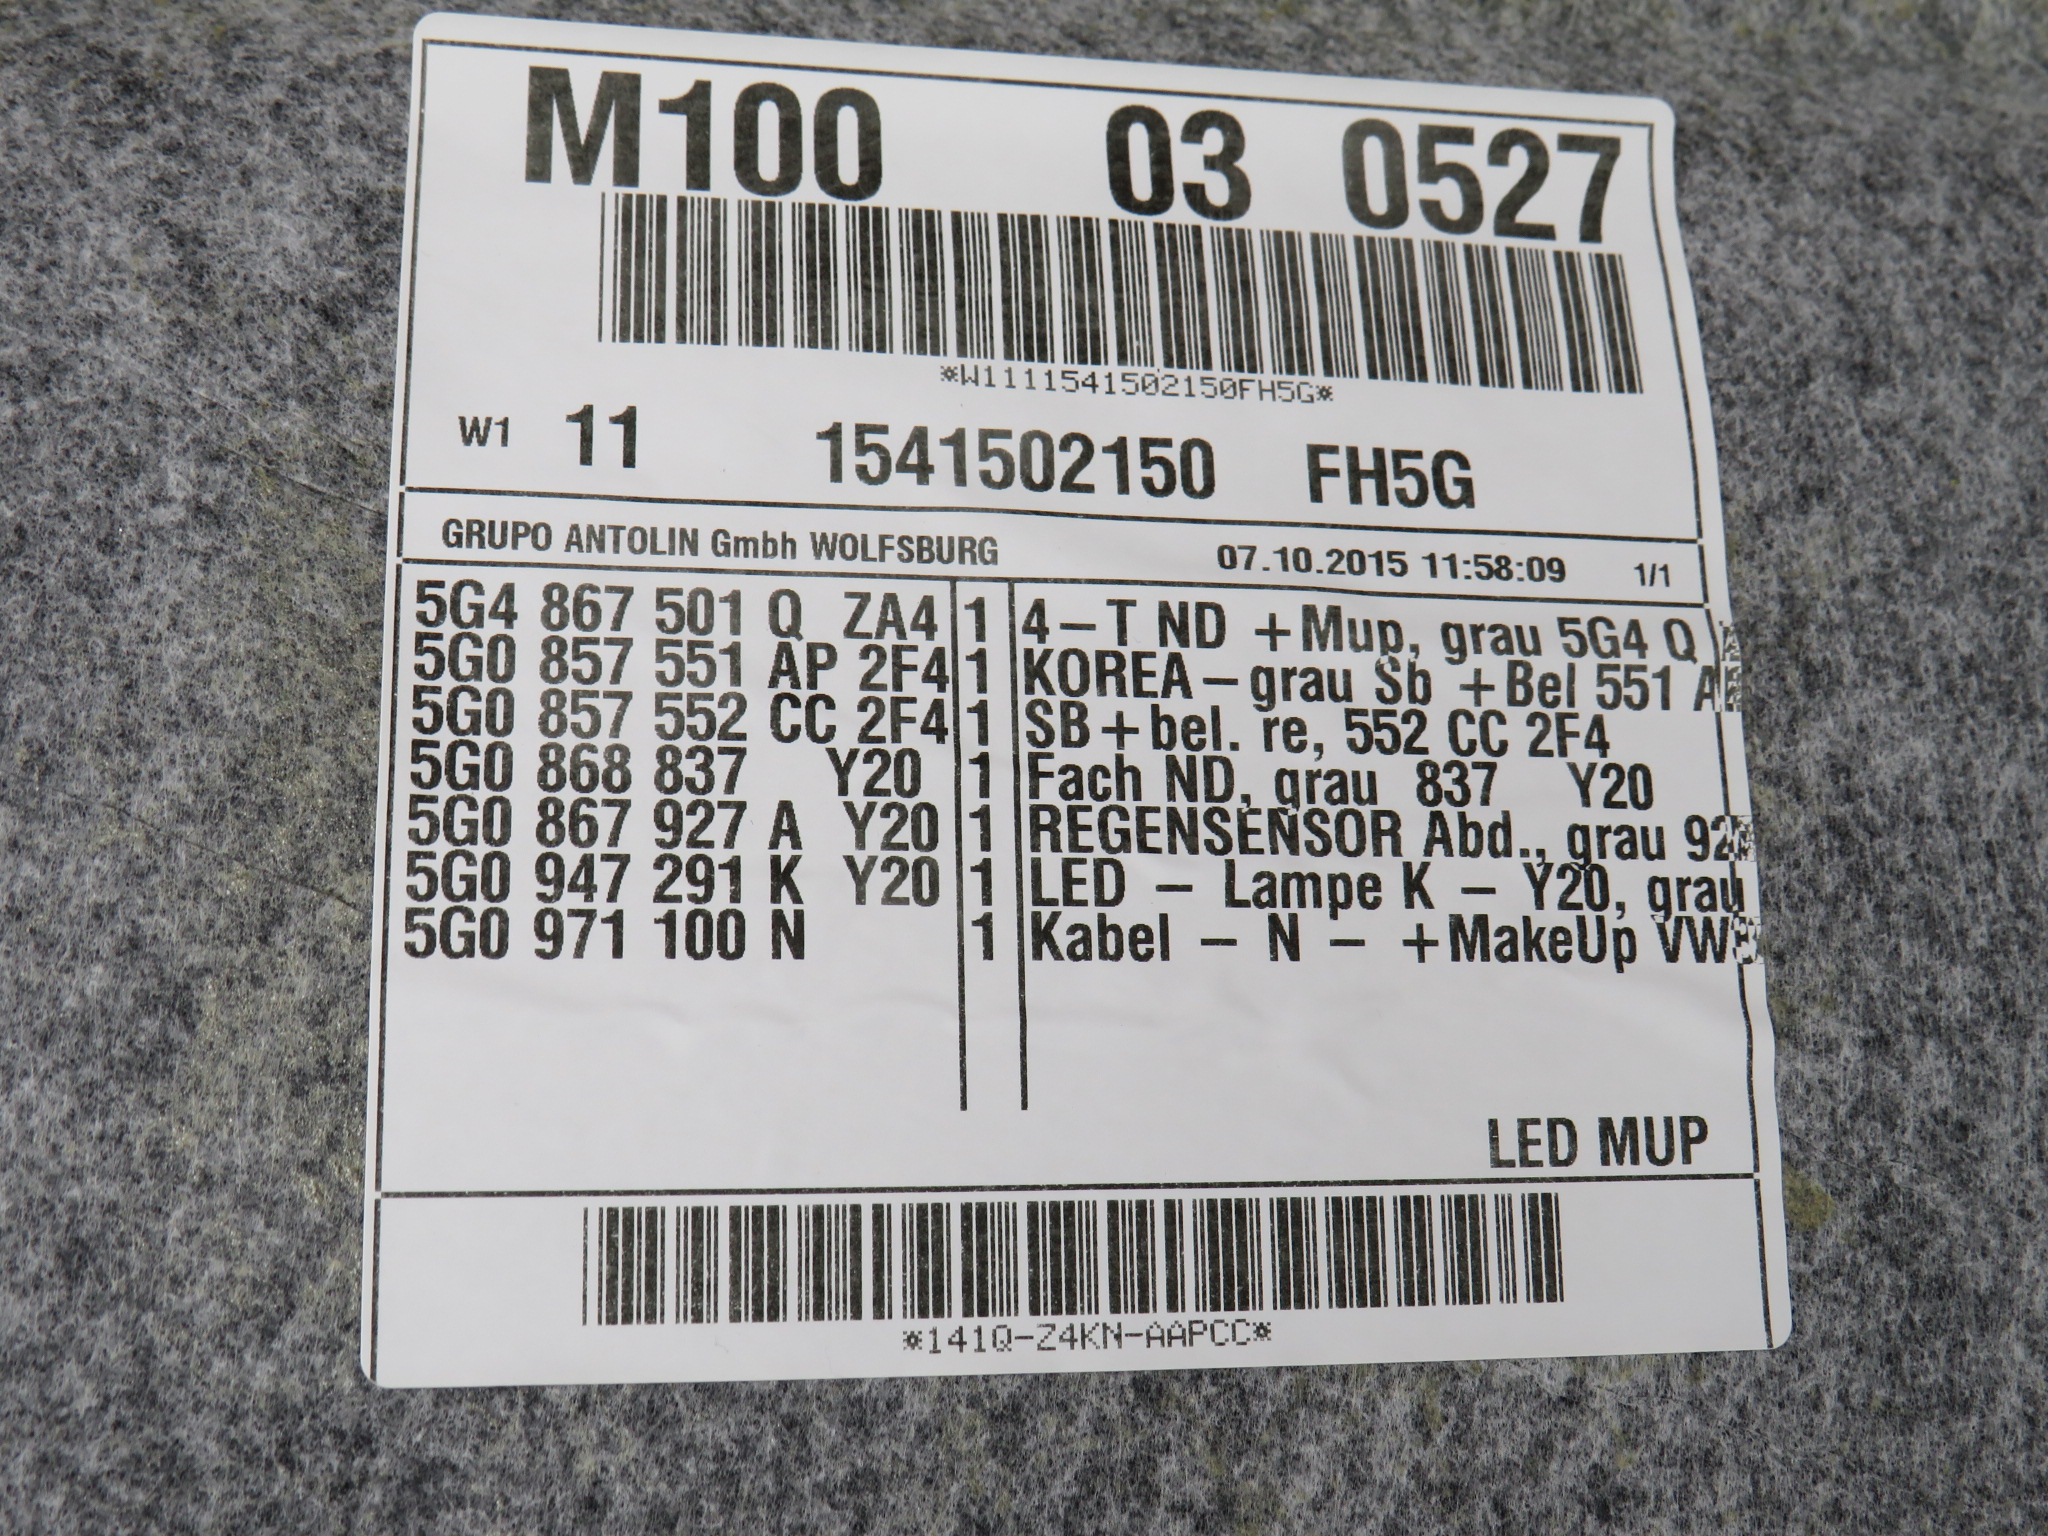 M100 03 0527
*W1111541502150FH5G*
W1 11 1541502150 FH5G
GRUPO ANTOLIN Gmbh WOLFSBURG 07.10.2015 11:58:09 1/1
5G4 867 501 Q ZA4 1 4-T ND +Mup, grau 5G4 Q
5G0 857 551 AP 2F4 1 KOREA-grau Sb +Bel 551
5G0 857 552 CC 2F4 1 SB+bel. re, 552 CC 2F4
5G0 868 837 Y20 1 Fach ND, grau 837 Y20
5G0 867 927 A Y20 1 REGENSENSOR Abd., grau
5G0 947 291 K Y20 1 LED - Lampe K - Y20, grau
5G0 971 100 N 1 Kabel - N - +MakeUp
LED MUP
*141Q-Z4KN-AAPCC*